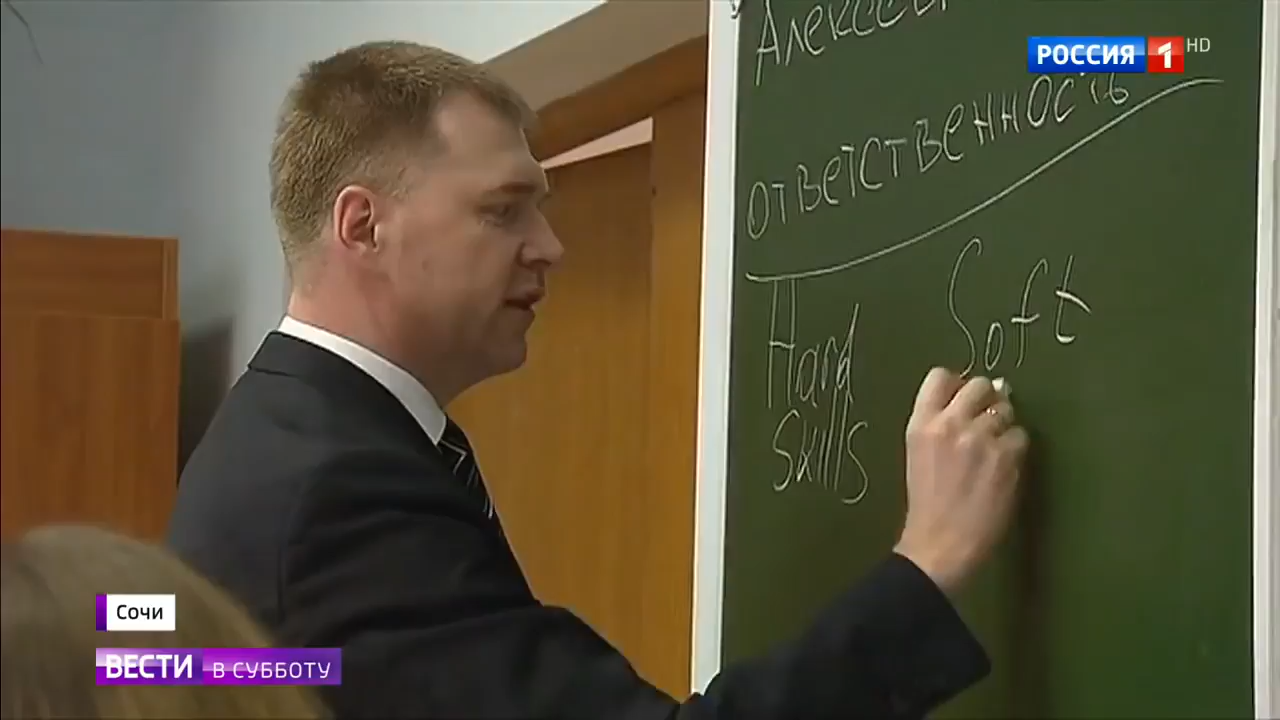 РОССИЯ 1 HD
ответственность
Hard
Soft
Skills
Сочи
ВЕСТИ В СУББОТУ